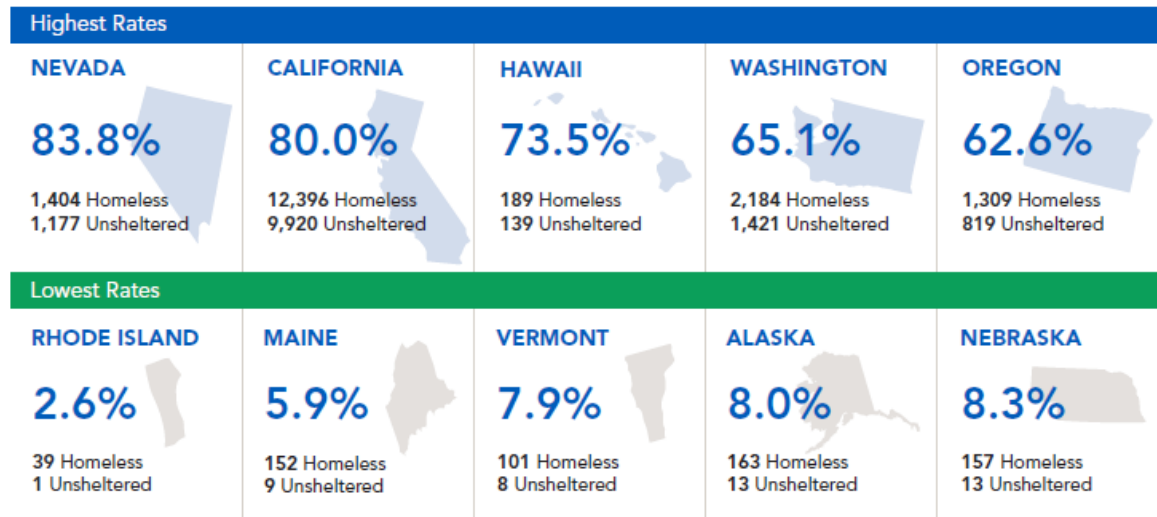 Highest Rates
NEVADA
83.8%
1,404 Homeless
1,177 Unsheltered
CALIFORNIA
80.0%
12,396 Homeless
9,920 Unsheltered
HAWAII
73.5%
189 Homeless
139 Unsheltered
WASHINGTON
65.1%
2,184 Homeless
1,421 Unsheltered
OREGON
62.6%
1,309 Homeless
819 Unsheltered
Lowest Rates
RHODE ISLAND
2.6%
39 Homeless
1 Unsheltered
MAINE
5.9%
152 Homeless
9 Unsheltered
VERMONT
7.9%
101 Homeless
8 Unsheltered
ALASKA
8.0%
163 Homeless
13 Unsheltered
NEBRASKA
8.3%
157 Homeless
13 Unsheltered